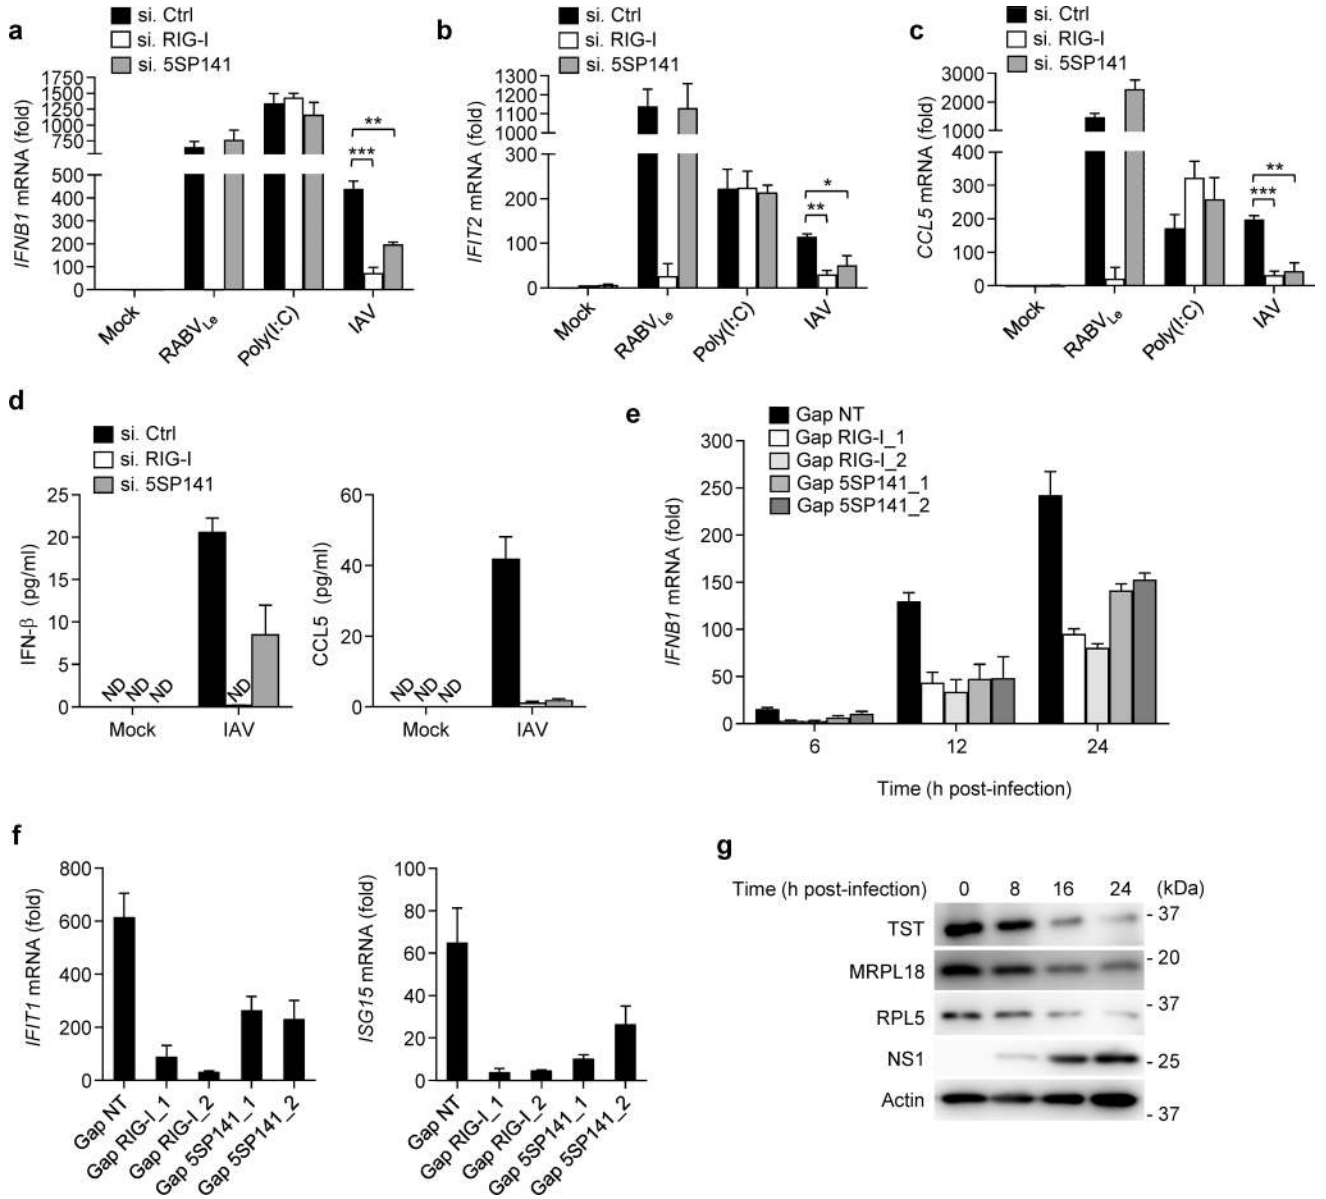 a
si. Ctrl
si. RIG-I
si. 5SP141
IFNB1 mRNA (fold)
1750
1500
1250
1000
750
500
400
300
200
100
0
**
***
Mock
RABVLe
Poly(I:C)
IAV
b
si. Ctrl
si. RIG-I
si. 5SP141
IFIT2 mRNA (fold)
1300
1200
1100
1000
300
200
100
0
*
**
Mock
RABVLe
Poly(I:C)
IAV
c
si. Ctrl
si. RIG-I
si. 5SP141
CCL5 mRNA (fold)
3000
2000
1000
400
300
200
100
0
**
***
Mock
RABVLe
Poly(I:C)
IAV
d
si. Ctrl
si. RIG-I
si. 5SP141
IFN-β (pg/ml)
25
20
15
10
5
0
ND ND ND
ND
Mock IAV
CCL5 (pg/ml)
60
40
20
0
ND ND ND
Mock IAV
e
Gap NT
Gap RIG-I_1
Gap RIG-I_2
Gap 5SP141_1
Gap 5SP141_2
IFNB1 mRNA (fold)
300
250
200
150
100
50
0
6 12 24
Time (h post-infection)
f
IFIT1 mRNA (fold)
800
600
400
200
0
Gap NT
Gap RIG-I_1
Gap RIG-I_2
Gap 5SP141_1
Gap 5SP141_2
ISG15 mRNA (fold)
100
80
60
40
20
0
Gap NT
Gap RIG-I_1
Gap RIG-I_2
Gap 5SP141_1
Gap 5SP141_2
g
Time (h post-infection) 0 8 16 24 (kDa)
TST - 37
MRPL18 - 20
RPL5 - 37
NS1 - 25
Actin - 37